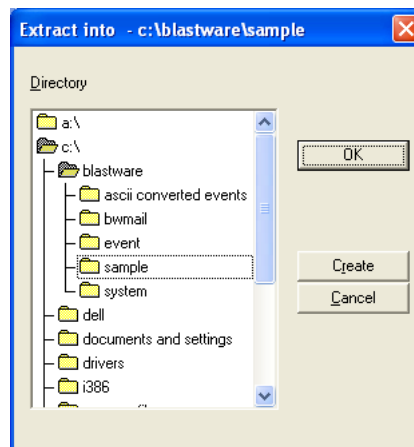 Extract into - c:\blastware\sample
Directory
a:\
c:\
blastware
ascii converted events
bwmail
event
sample
system
dell
documents and settings
drivers
i386
OK
Create
Cancel